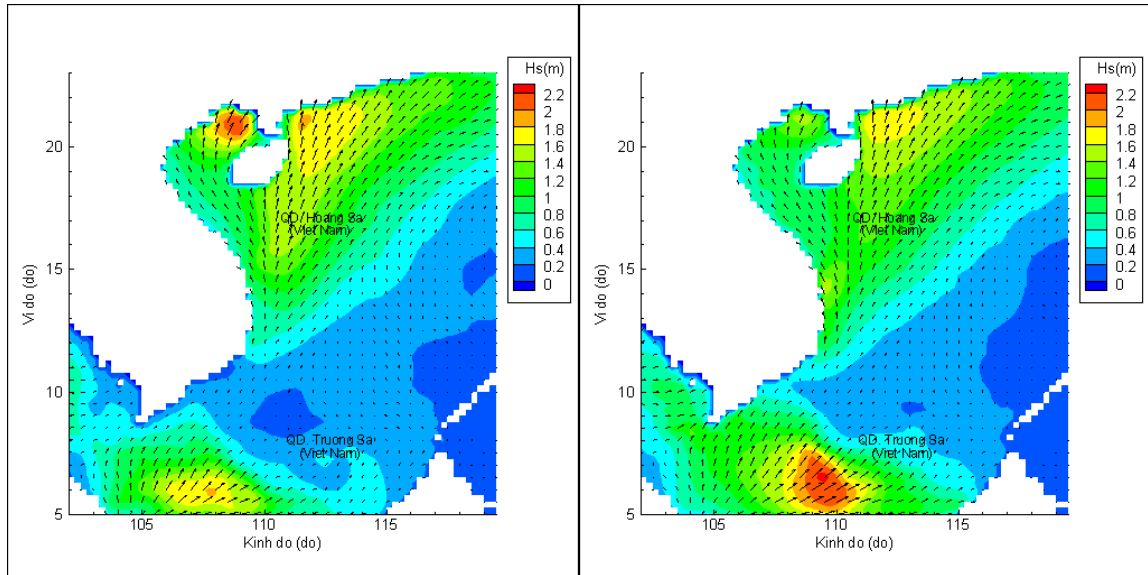 Hs(m)
2.2
2
1.8
1.6
1.4
1.2
1
0.8
0.6
0.4
0.2
0
20
15
10
5
Vi do (do)
QD. Hoang Sa
(Viet Nam)
QD. Truong Sa
(Viet Nam)
105
110
115
Kinh do (do)
Hs(m)
2.2
2
1.8
1.6
1.4
1.2
1
0.8
0.6
0.4
0.2
0
20
15
10
5
Vi do (do)
QD. Hoang Sa
(Viet Nam)
QD. Truong Sa
(Viet Nam)
105
110
115
Kinh do (do)